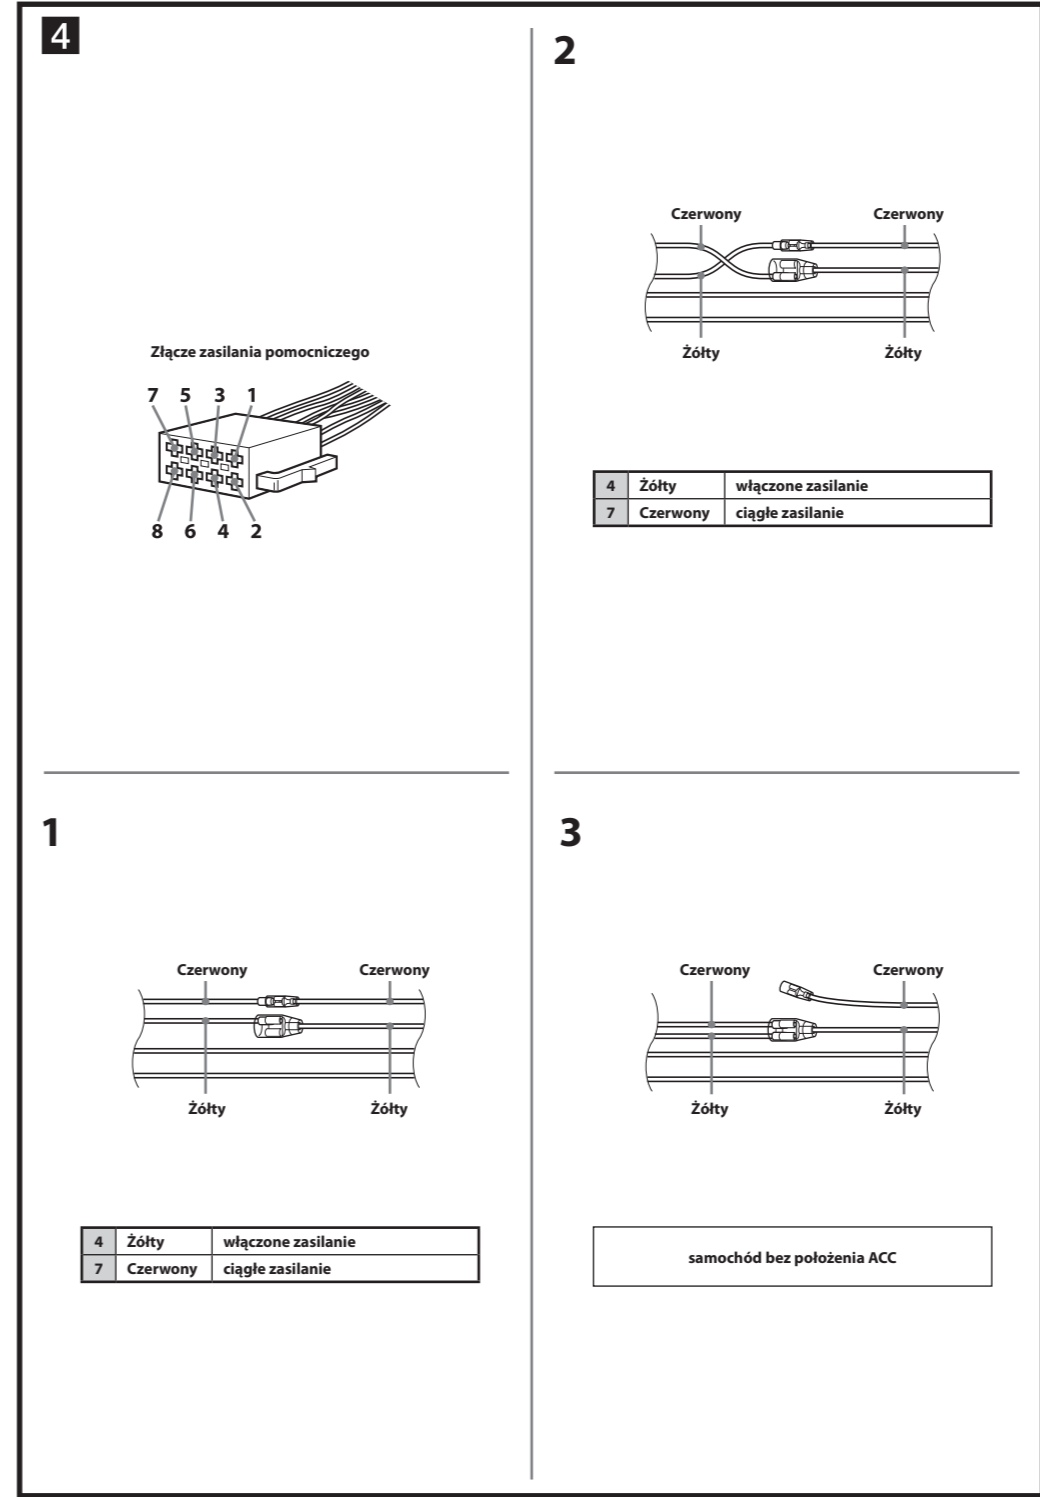 4
Złącze zasilania pomocniczego
7 5 3 1
8 6 4 2
1
Czerwony Czerwony
Żółty Żółty
4 Żółty włączone zasilanie
7 Czerwony ciągłe zasilanie
2
Czerwony Czerwony
Żółty Żółty
4 Żółty włączone zasilanie
7 Czerwony ciągłe zasilanie
3
Czerwony Czerwony
Żółty Żółty
samochód bez położenia ACC